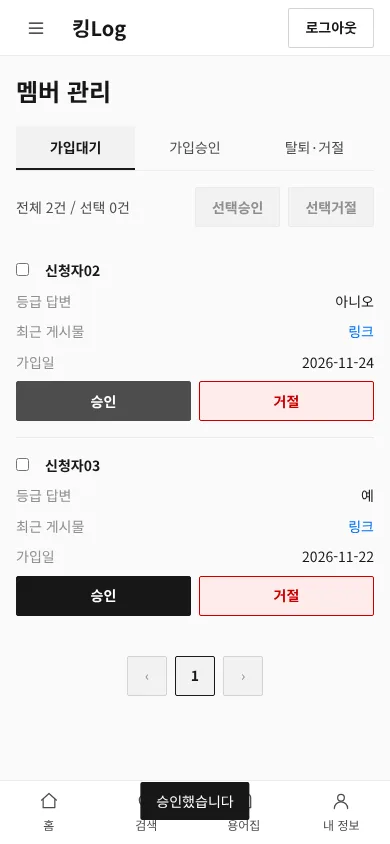 킹Log
로그아웃
멤버 관리
가입대기
가입승인
탈퇴·거절
전체 2건 / 선택 0건
선택승인
선택거절
신청자02
등급 답변
아니오
최근 게시물
링크
가입일
2026-11-24
승인
거절
신청자03
등급 답변
예
최근 게시물
링크
가입일
2026-11-22
승인
거절
‹
1
›
승인했습니다
홈
검색
용어집
내 정보